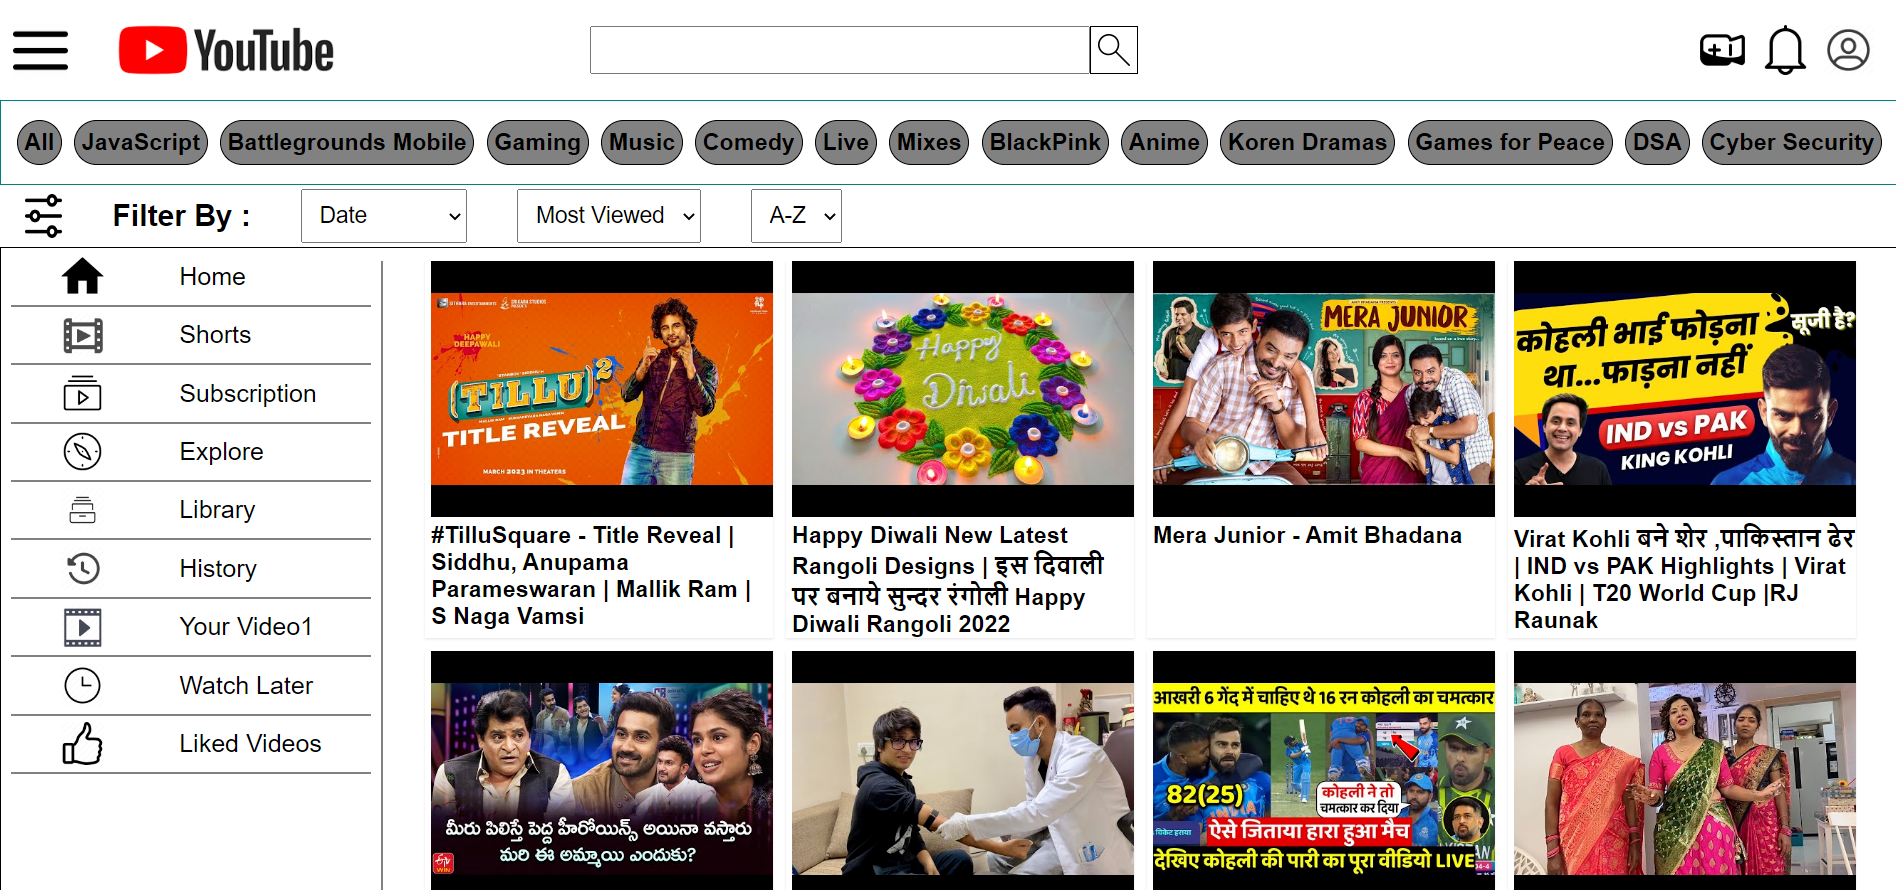 YouTube
All JavaScript Battlegrounds Mobile Gaming Music Comedy Live Mixes BlackPink Anime Koren Dramas Games for Peace DSA Cyber Security
Filter By : Date Most Viewed A-Z
Home
Shorts
Subscription
Explore
Library
History
Your Video1
Watch Later
Liked Videos
HAPPY
DEEPAWALI
TILLU2
TITLE REVEAL
MARCH 2023 IN THEATERS
#TilluSquare - Title Reveal |
Siddhu, Anupama
Parameswaran | Mallik Ram |
S Naga Vamsi
Happy
Diwali
Happy Diwali New Latest
Rangoli Designs | इस दिवाली
पर बनाये सुन्दर रंगोली Happy
Diwali Rangoli 2022
MERA JUNIOR
Mera Junior - Amit Bhadana
कोहली भाई फोड़ना
था...फाड़ना नहीं
सूजी है?
IND vs PAK
KING KOHLI
Virat Kohli बने शेर ,पाकिस्तान ढेर
| IND vs PAK Highlights | Virat
Kohli | T20 World Cup |RJ
Raunak
మీరు పిలిస్తే పెద్ద హీరోయిన్స్ అయినా వస్తారు
మరి ఈ అమ్మాయి ఎందుకు?
WIN
आखरी 6 गेंद में चाहिए थे 16 रन कोहली का चमत्कार
82(25)
कोहली ने तो
चमत्कार कर दिया
ऐसे जिताया हारा हुआ मैच
देखिए कोहली की पारी का पूरा वीडियो LIVE